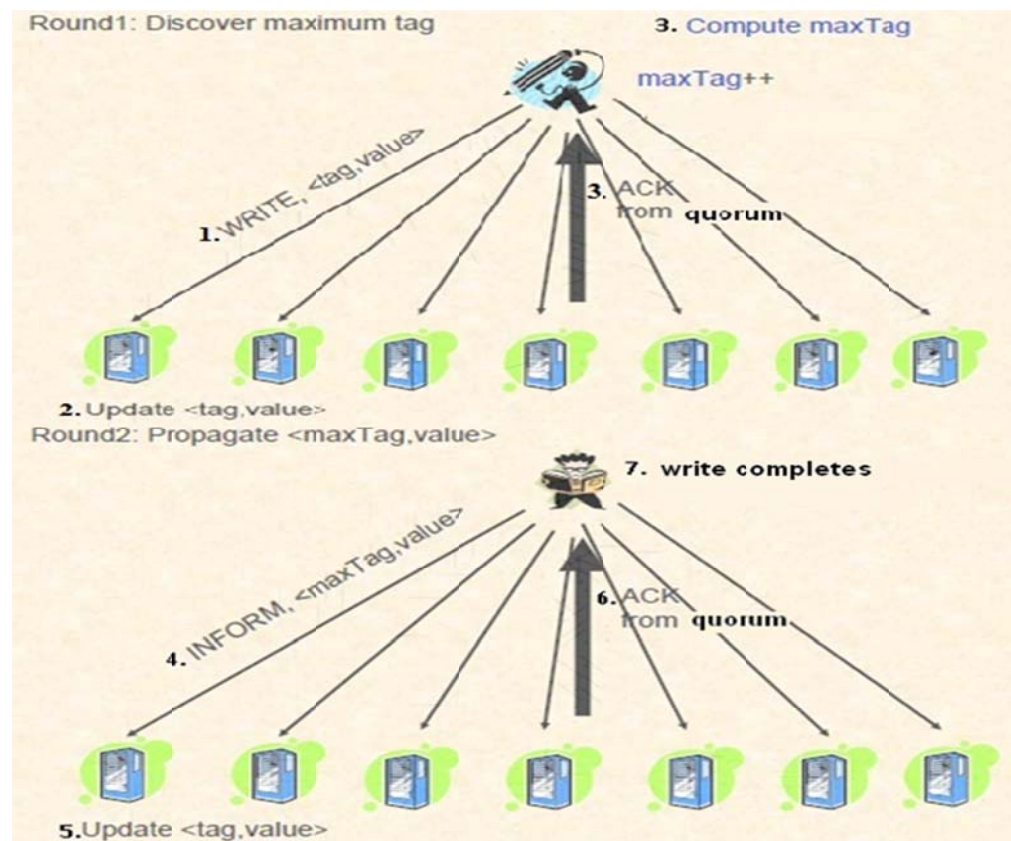 Round1: Discover maximum tag
3. Compute maxTag
maxTag++
1. WRITE, <tag,value>
3. ACK
from quorum
2. Update <tag,value>
Round2: Propagate <maxTag,value>
7. write completes
4. INFORM, <maxTag,value>
6. ACK
from quorum
5. Update <tag,value>